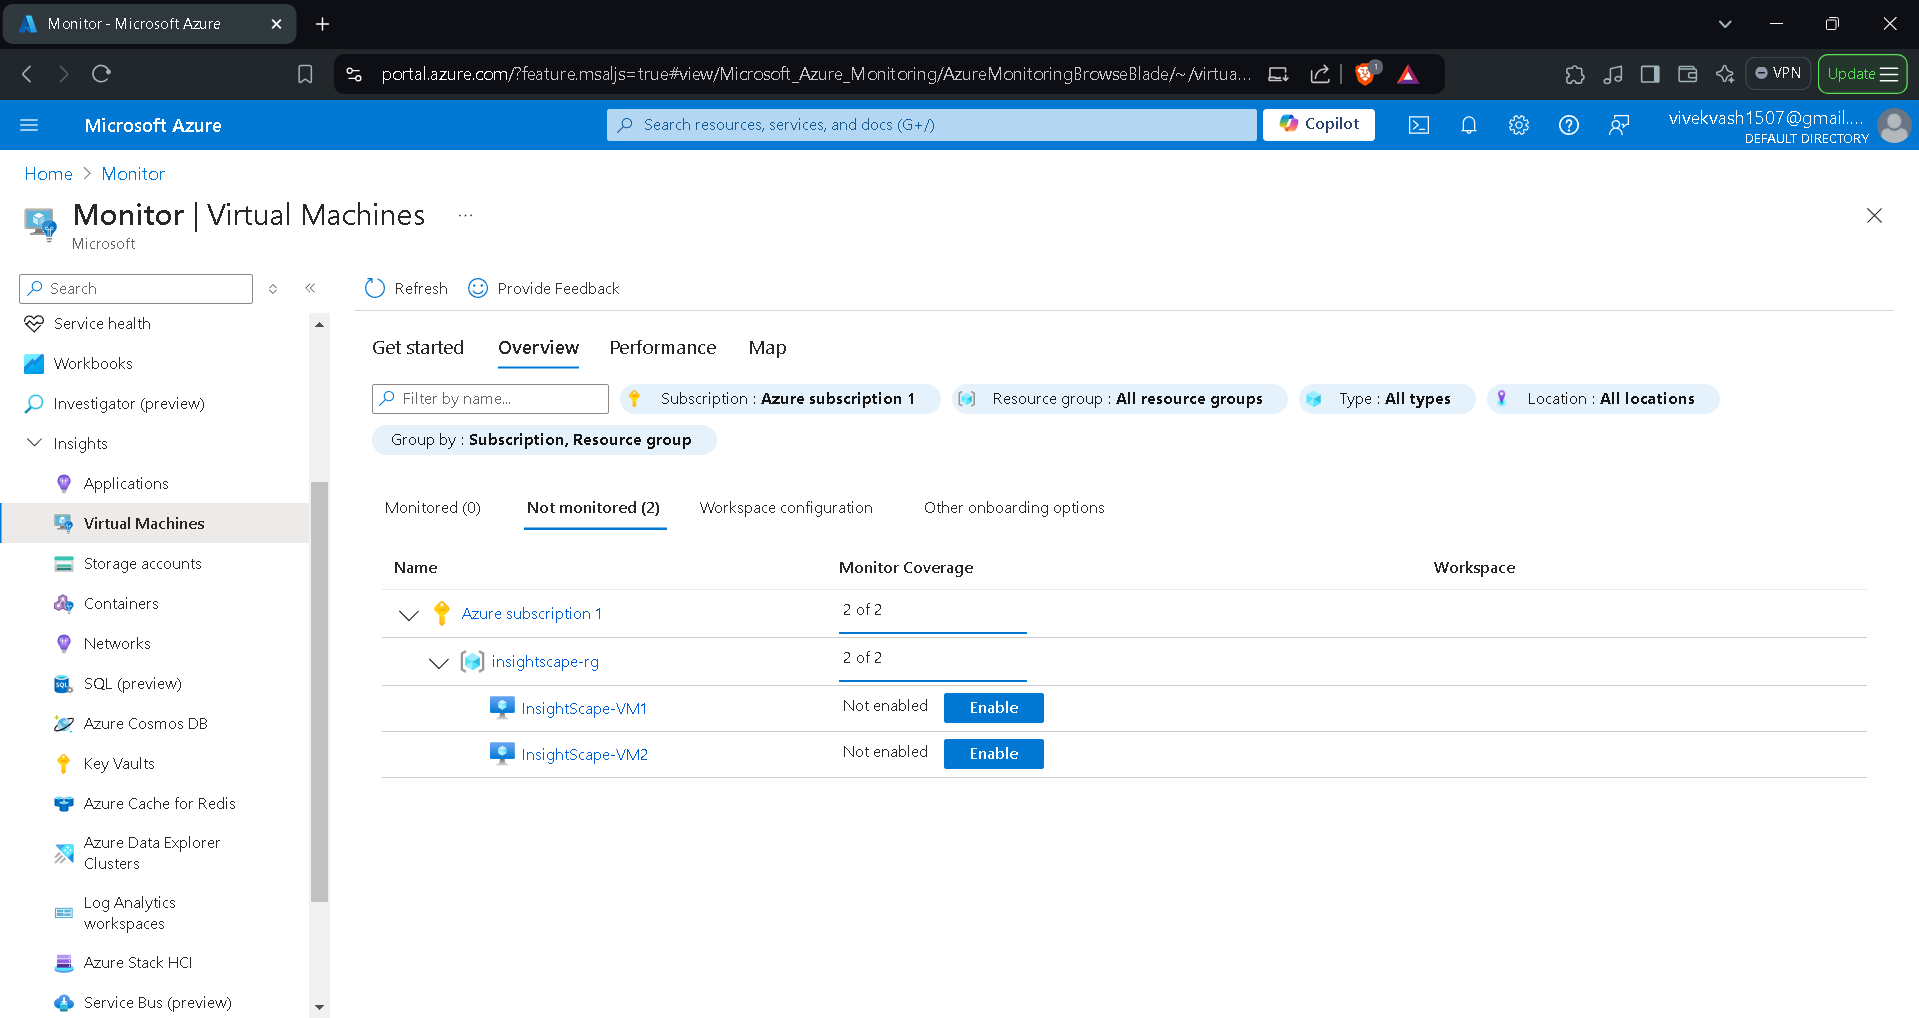 Monitor - Microsoft Azure
portal.azure.com/?feature.msaljs=true#view/Microsoft_Azure_Monitoring/AzureMonitoringBrowseBlade/~/virtua...
1
VPN
Update
Microsoft Azure
Search resources, services, and docs (G+/)
Copilot
vivekvash1507@gmail....
DEFAULT DIRECTORY
Home > Monitor
Monitor | Virtual Machines ...
Microsoft
Search
Refresh
Provide Feedback
Service health
Workbooks
Investigator (preview)
Insights
Applications
Virtual Machines
Storage accounts
Containers
Networks
SQL (preview)
Azure Cosmos DB
Key Vaults
Azure Cache for Redis
Azure Data Explorer
Clusters
Log Analytics
workspaces
Azure Stack HCI
Service Bus (preview)
Get started Overview Performance Map
Filter by name...
Subscription : Azure subscription 1
Resource group : All resource groups
Type : All types
Location : All locations
Group by : Subscription, Resource group
Monitored (0) Not monitored (2) Workspace configuration Other onboarding options
Name Monitor Coverage Workspace
Azure subscription 1 2 of 2
insightscape-rg 2 of 2
InsightScape-VM1 Not enabled Enable
InsightScape-VM2 Not enabled Enable